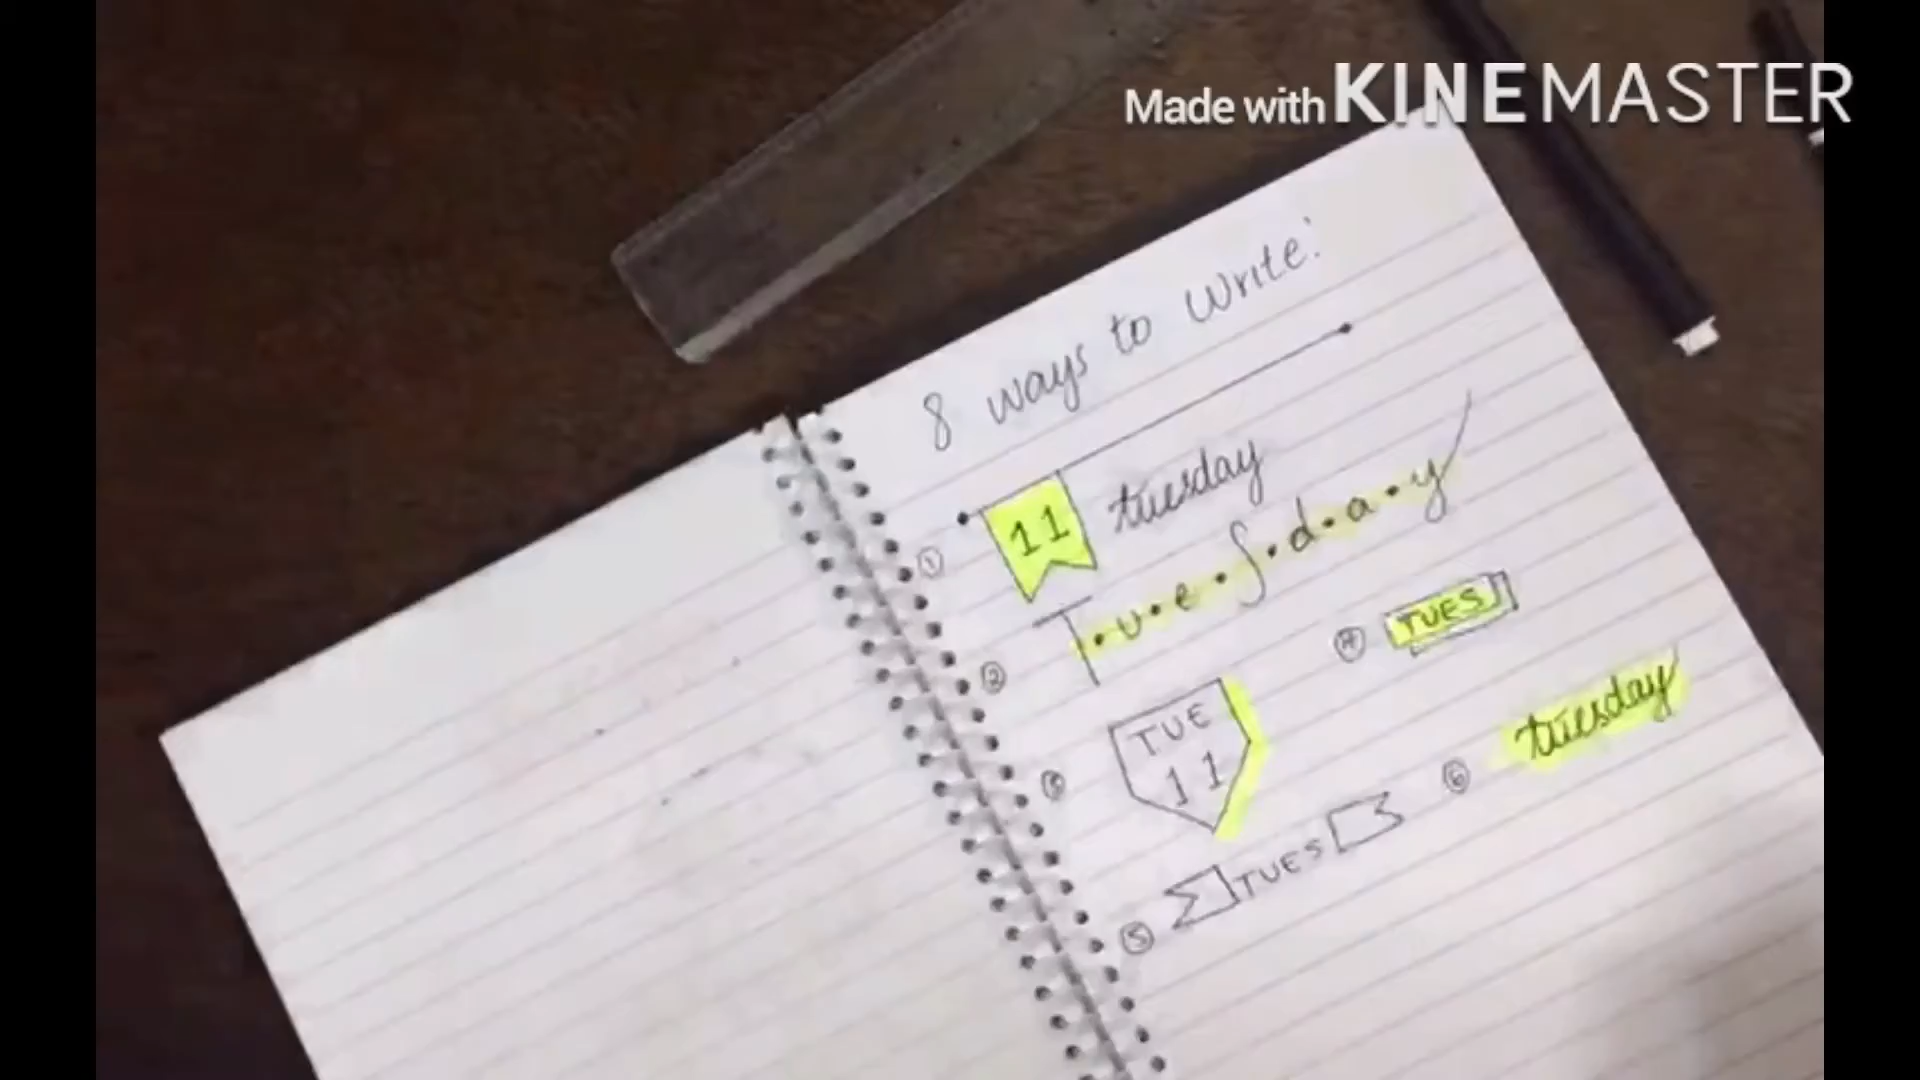 Made with KINEMASTER
8 Ways to Write:
① 11 tuesday
② T.u.e.S.d.a.y
③ TUE
11
④ TUES
⑤ TUES
⑥ tuesday